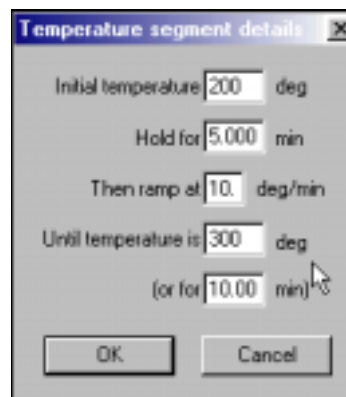 Temperature segment details
Initial temperature 200 deg
Hold for 5.000 min
Then ramp at 10. deg/min
Until temperature is 300 deg
(or for 10.00 min)
OK Cancel